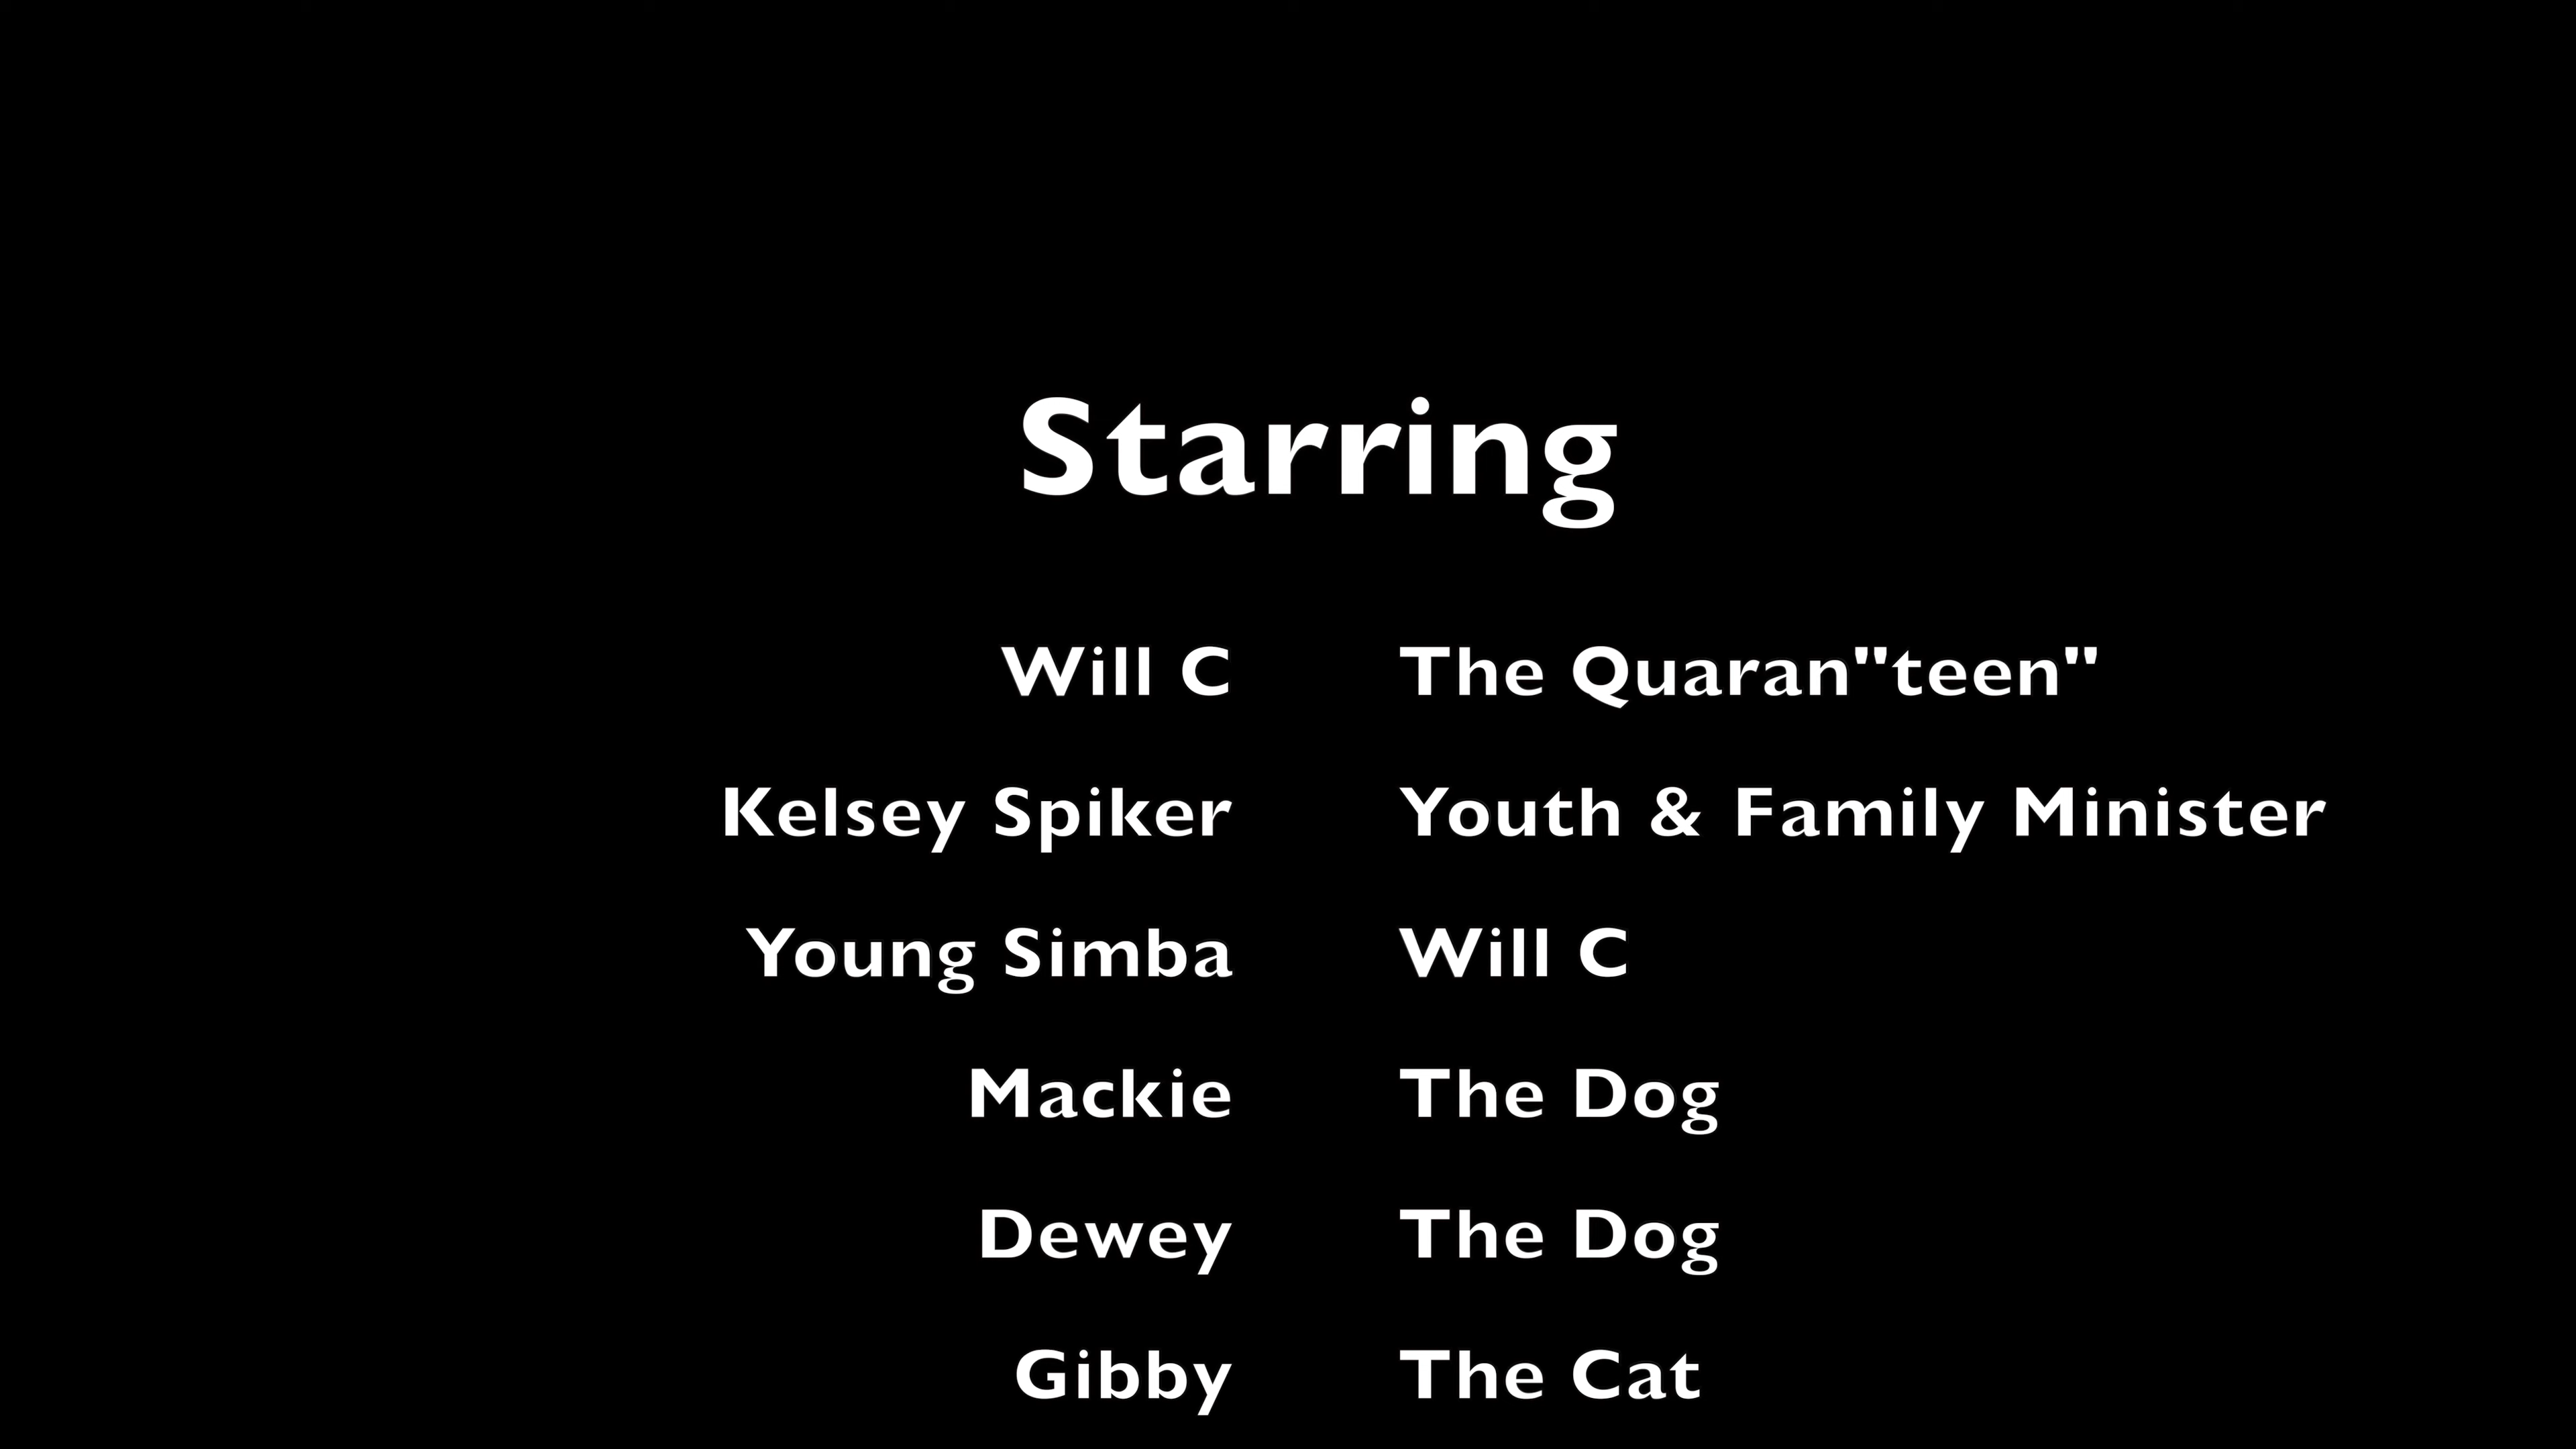 Starring
Will C The Quaran"teen"
Kelsey Spiker Youth & Family Minister
Young Simba Will C
Mackie The Dog
Dewey The Dog
Gibby The Cat